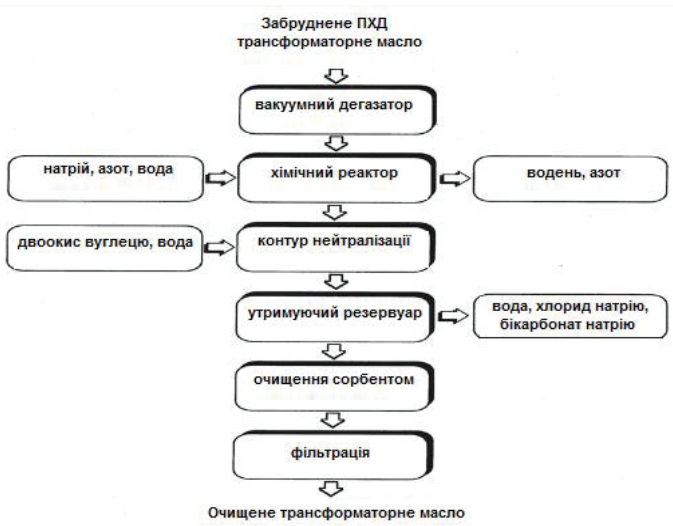 Забруднене ПХД
трансформаторне масло
вакуумний дегазатор
натрій, азот, вода
хімічний реактор
водень, азот
двоокис вуглецю, вода
контур нейтралізації
утримуючий резервуар
вода, хлорид натрію,
бікарбонат натрію
очищення сорбентом
фільтрація
Очищене трансформаторне масло